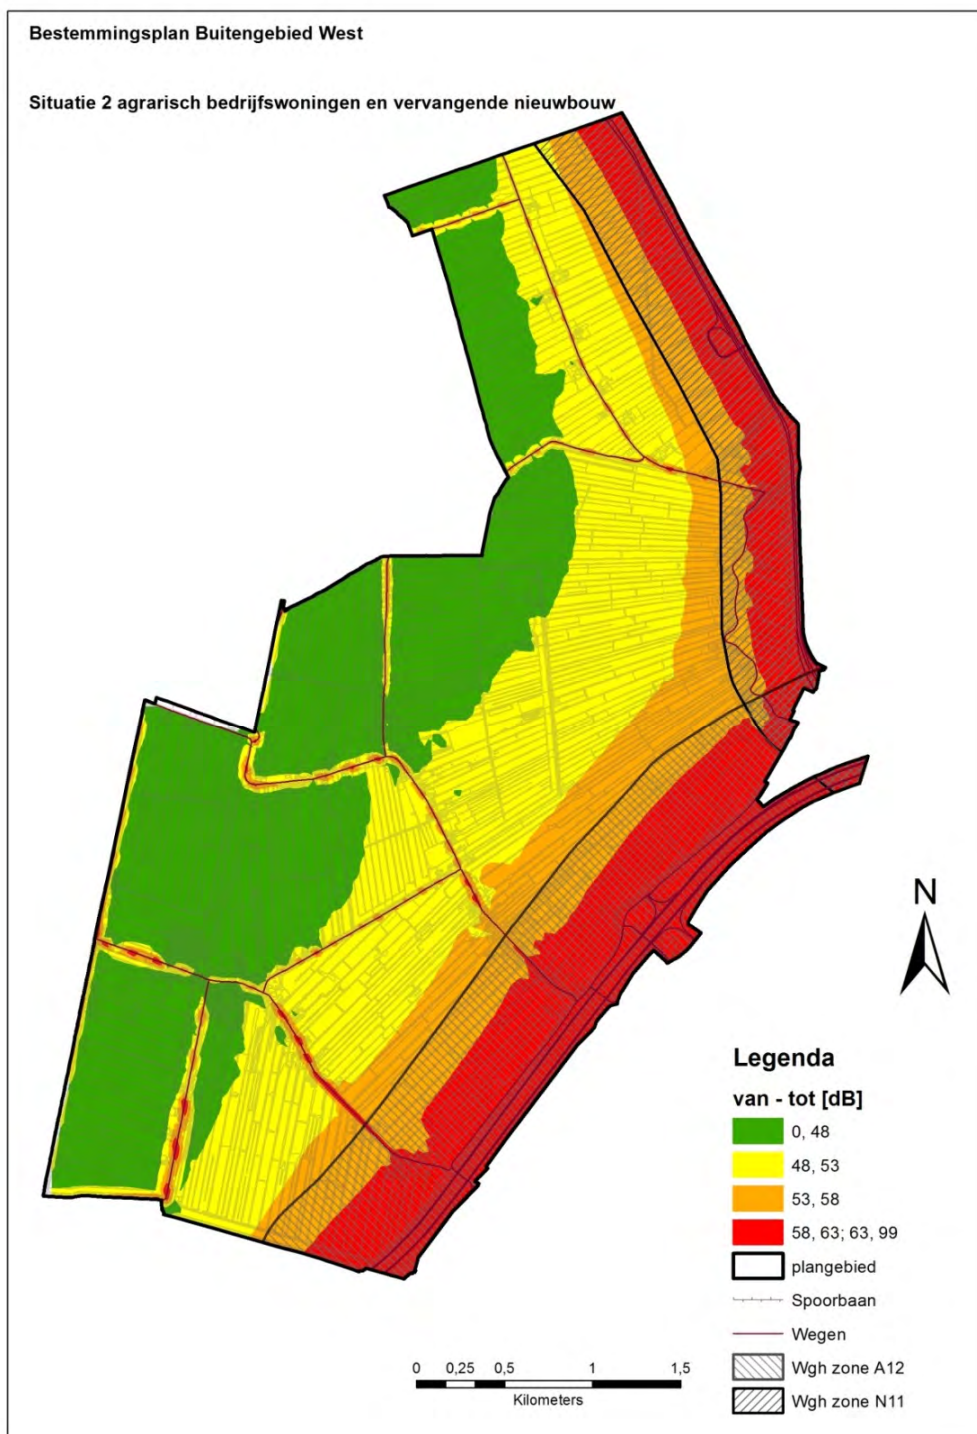 Bestemmingsplan Buitengebied West
Situatie 2 agrarisch bedrijfswoningen en vervangende nieuwbouw
N
Legenda
van - tot [dB]
0, 48
48, 53
53, 58
58, 63; 63, 99
plangebied
Spoorbaan
Wegen
Wgh zone A12
Wgh zone N11
0 0,25 0,5 1 1,5
Kilometers